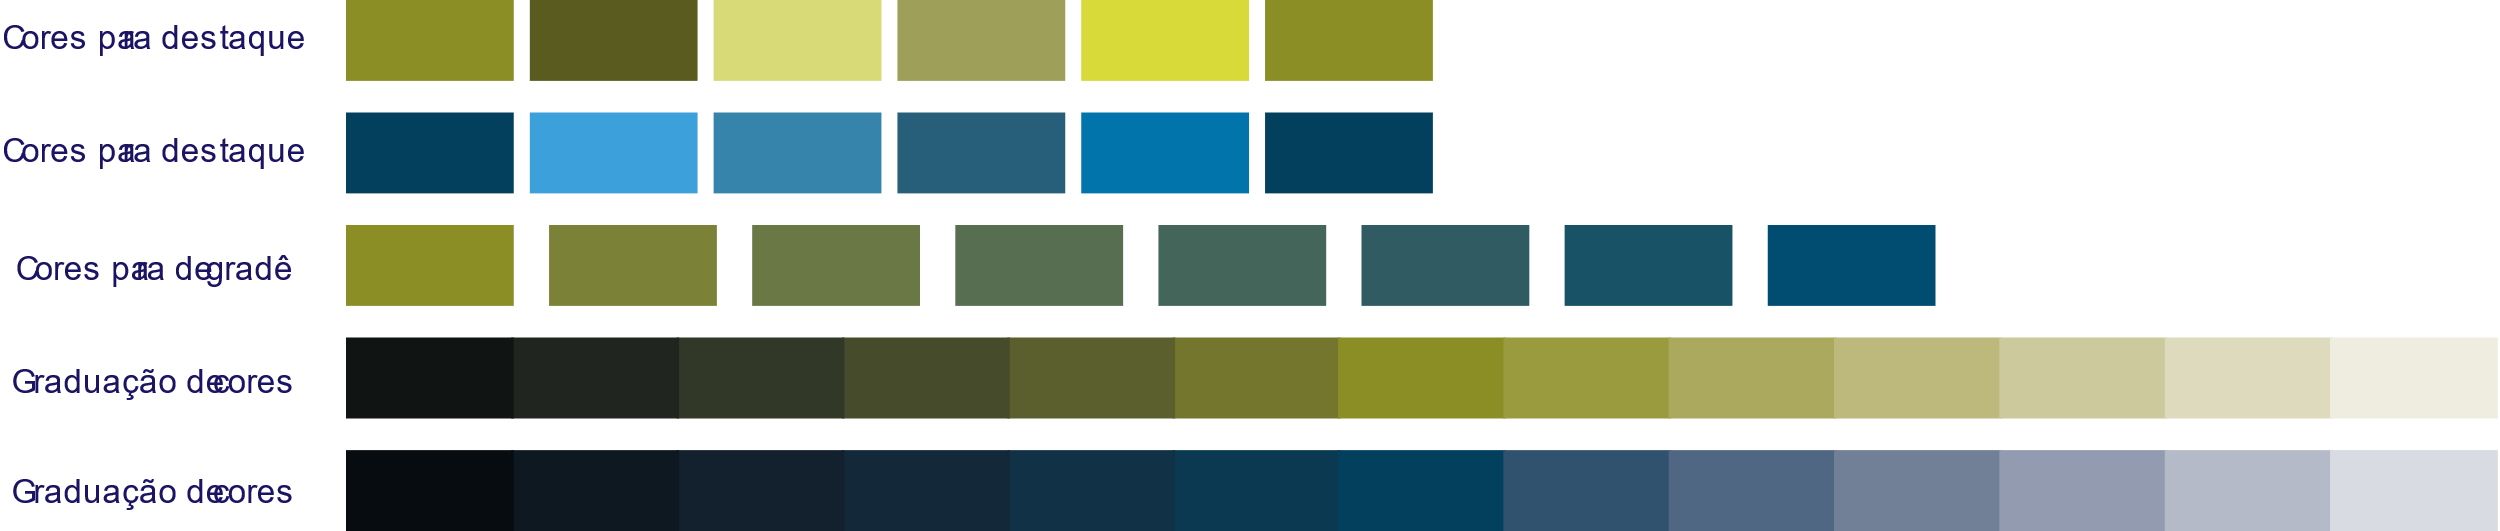 Cores para destaque
Cores para destaque
Cores para degradê
Graduação de cores
Graduação de cores